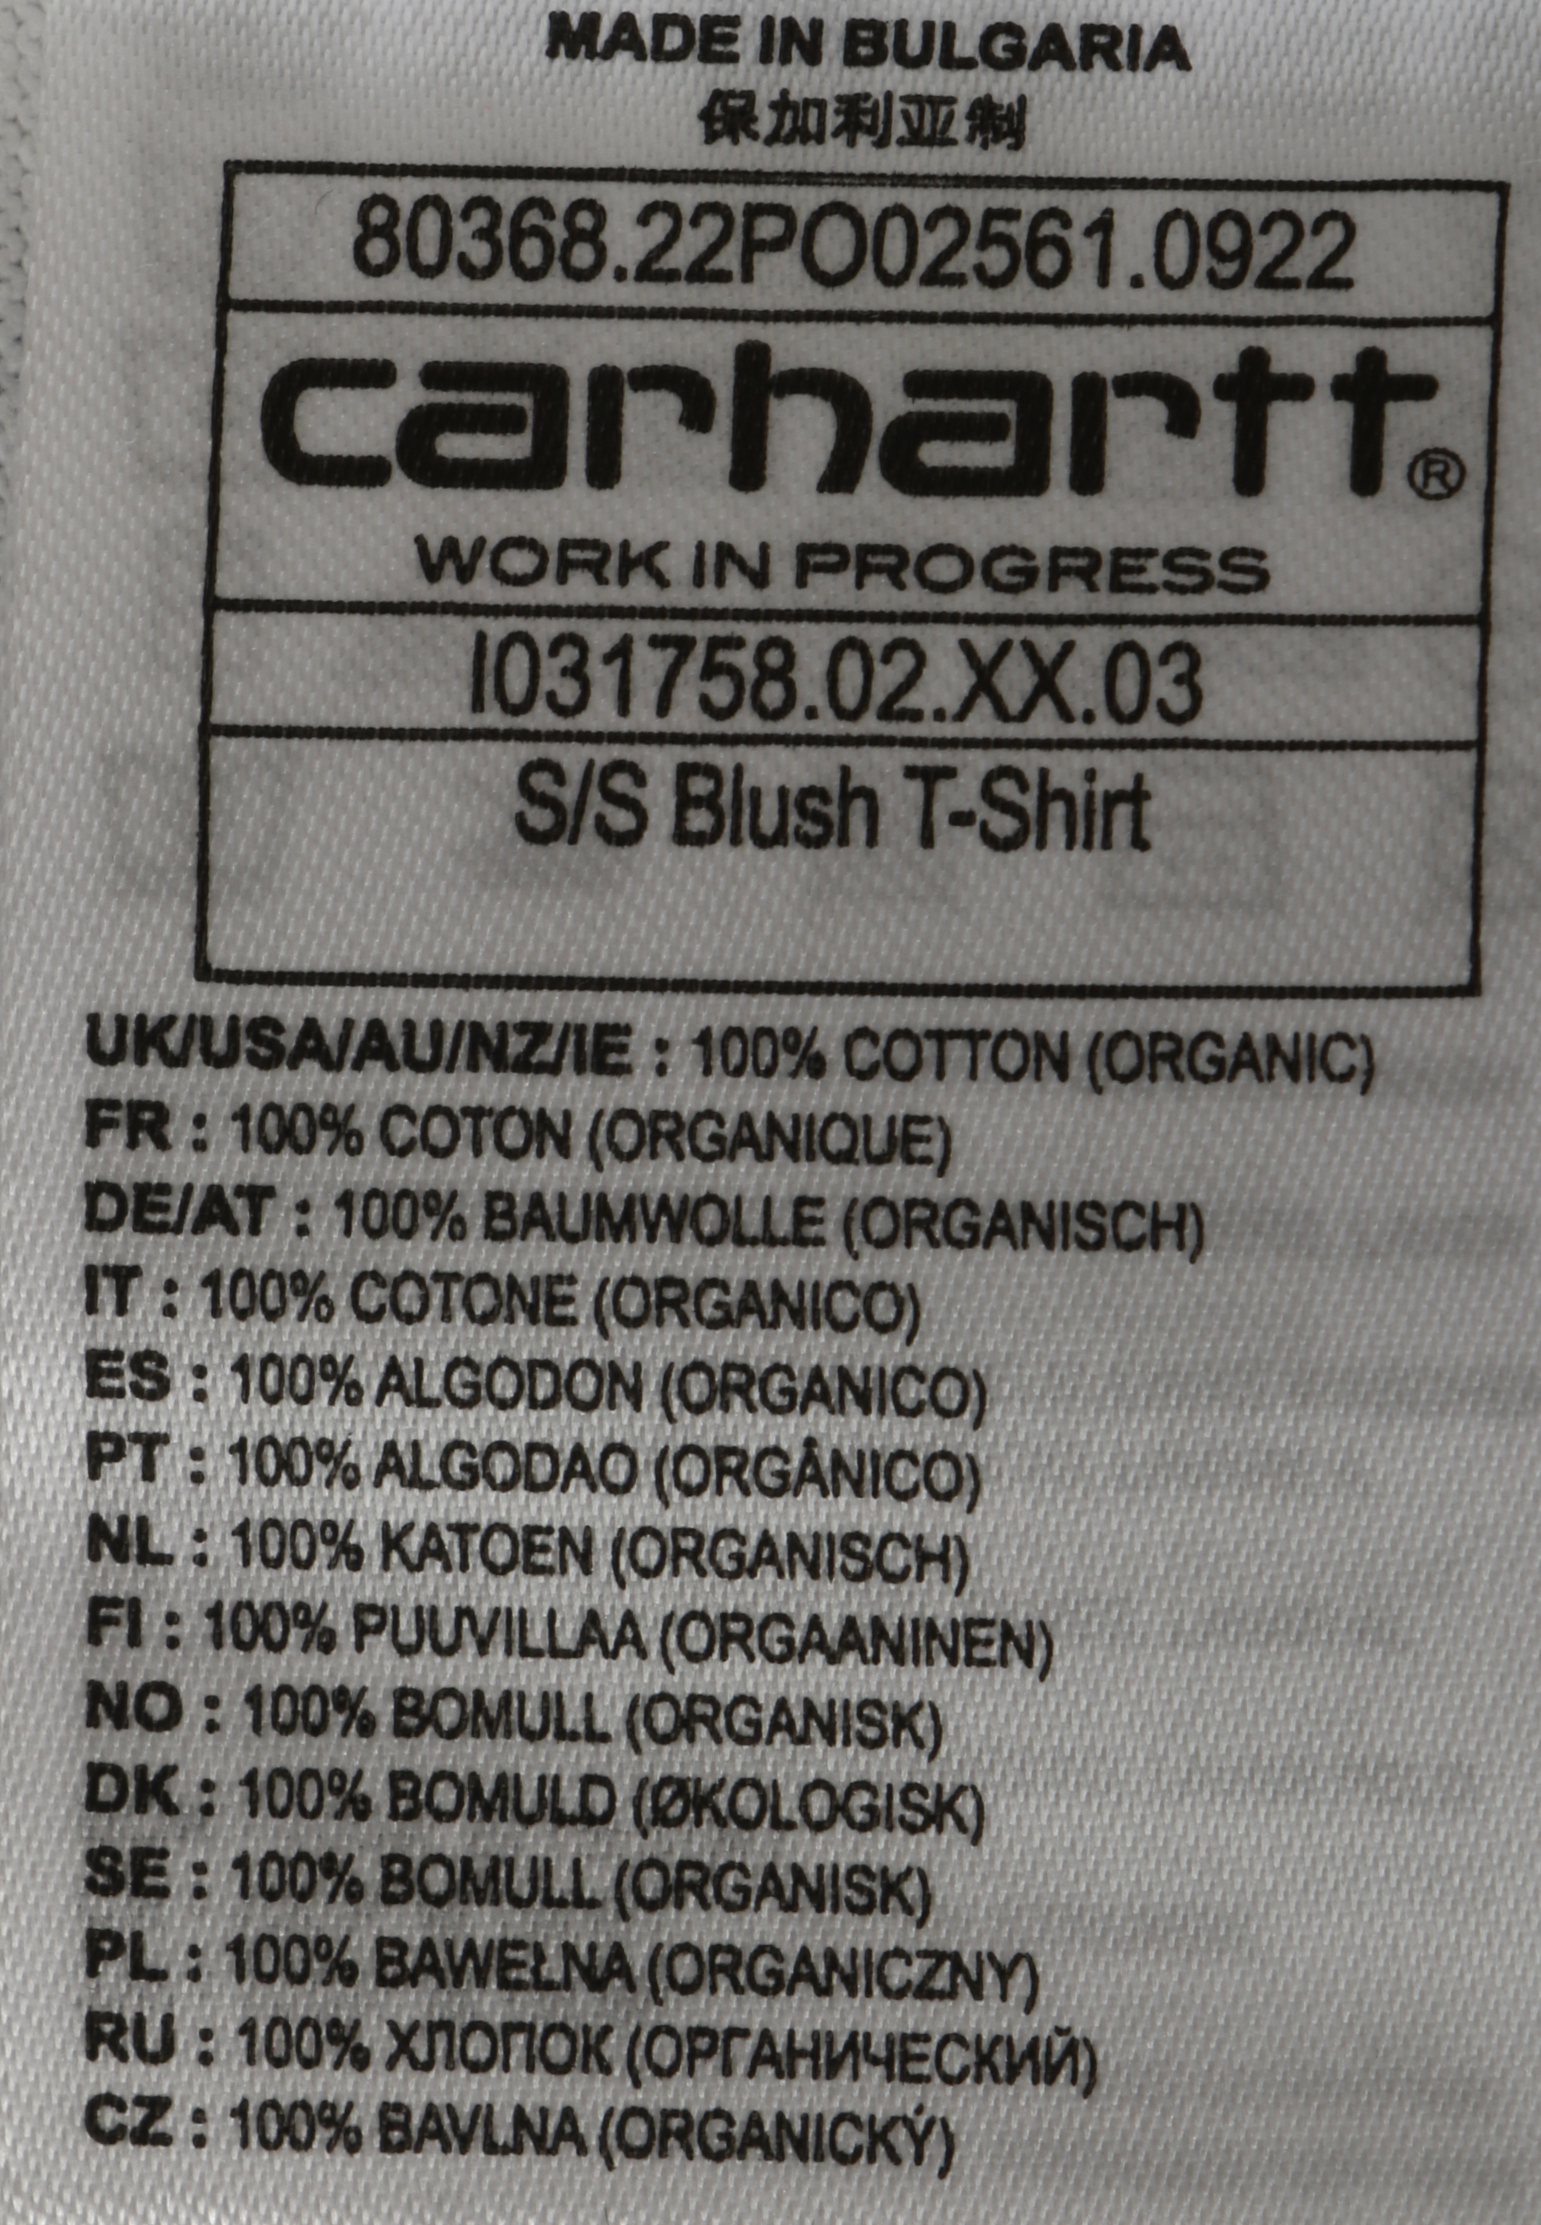 MADE IN BULGARIA
保加利亚制
80368.22PO02561.0922
carhartt®
WORK IN PROGRESS
I031758.02.XX.03
S/S Blush T-Shirt
UK/USA/AU/NZ/IE : 100% COTTON (ORGANIC)
FR : 100% COTON (ORGANIQUE)
DE/AT : 100% BAUMWOLLE (ORGANISCH)
IT : 100% COTONE (ORGANICO)
ES : 100% ALGODON (ORGANICO)
PT : 100% ALGODAO (ORGÂNICO)
NL : 100% KATOEN (ORGANISCH)
FI : 100% PUUVILLAA (ORGAANINEN)
NO : 100% BOMULL (ORGANISK)
DK : 100% BOMULD (ØKOLOGISK)
SE : 100% BOMULL (ORGANISK)
PL : 100% BAWEŁNA (ORGANICZNY)
RU : 100% ХЛОПОК (ОРГАНИЧЕСКИЙ)
CZ : 100% BAVLNA (ORGANICKÝ)